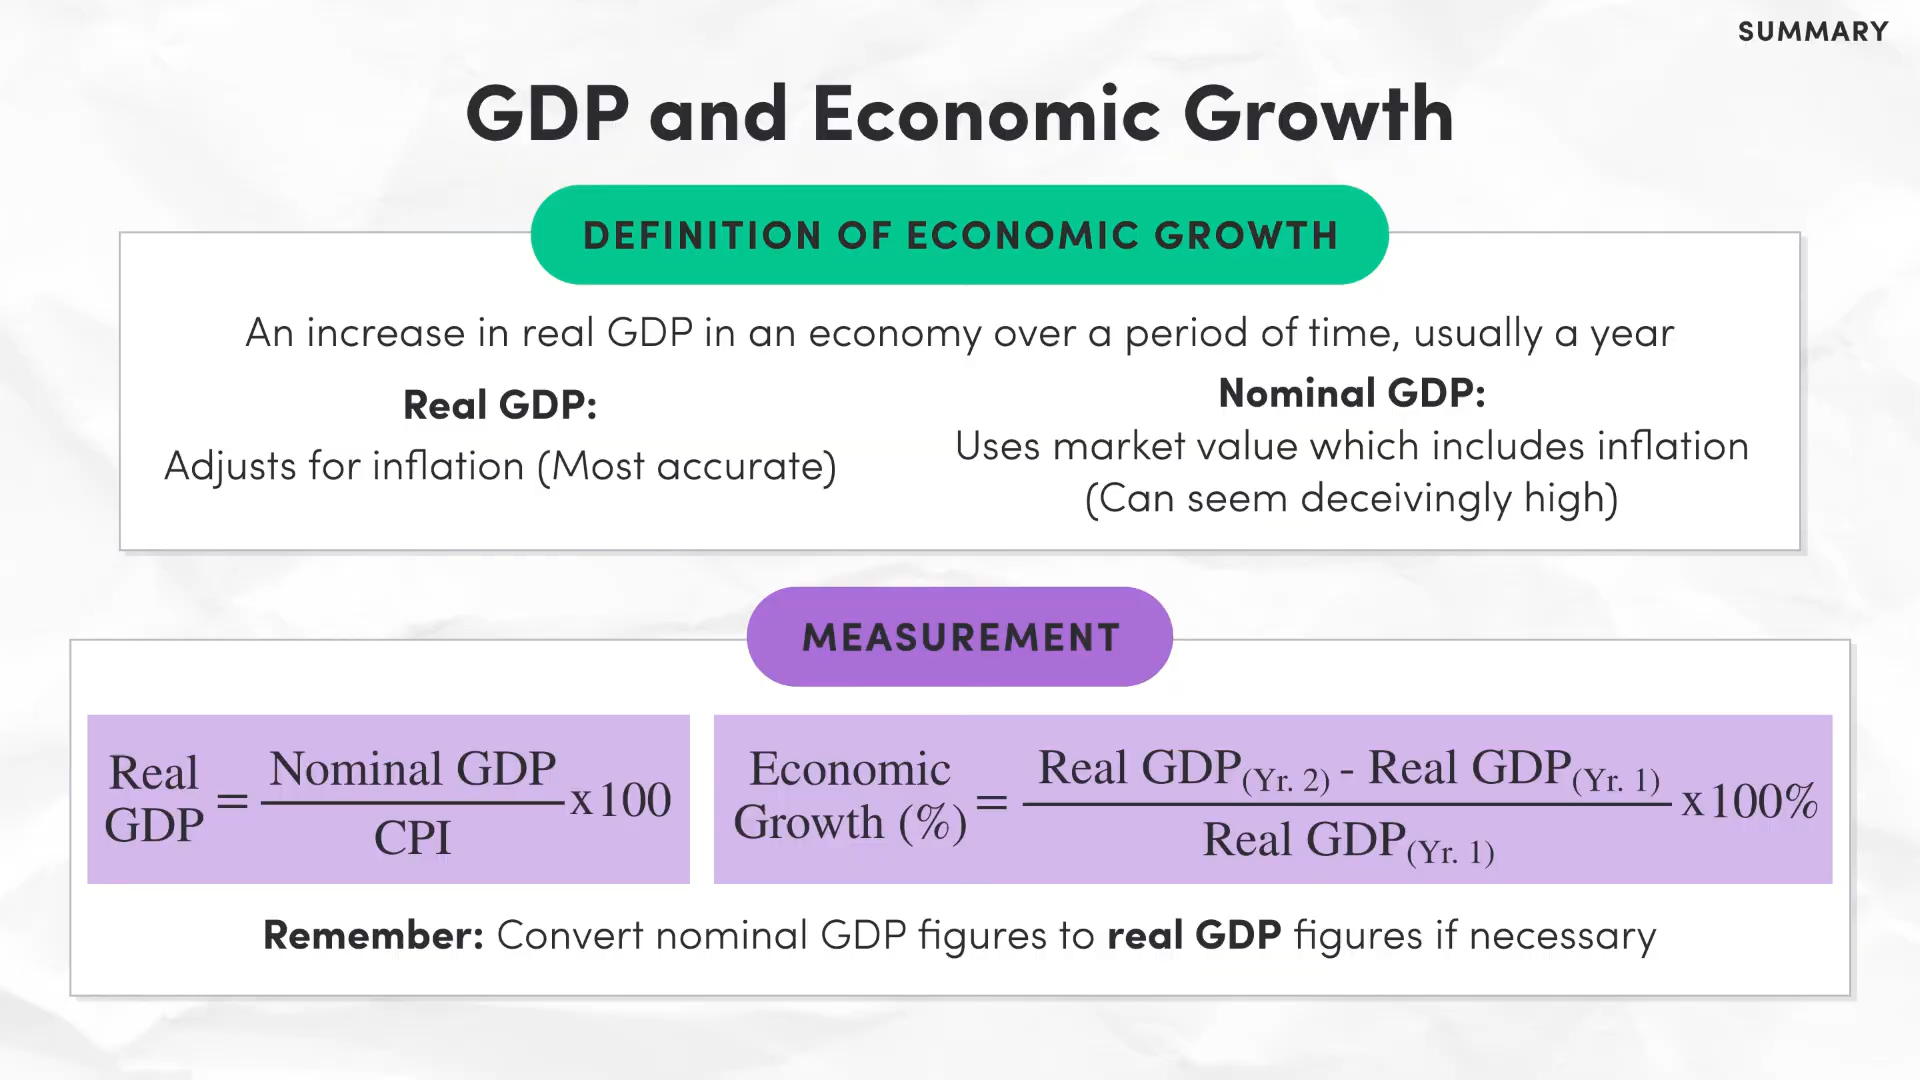 SUMMARY
GDP and Economic Growth
DEFINITION OF ECONOMIC GROWTH
An increase in real GDP in an economy over a period of time, usually a year
Real GDP:
Adjusts for inflation (Most accurate)
Nominal GDP:
Uses market value which includes inflation
(Can seem deceivingly high)
MEASUREMENT
Real GDP = Nominal GDP / CPI x100
Economic Growth (%) = Real GDP(Yr. 2) - Real GDP(Yr. 1) / Real GDP(Yr. 1) x100%
Remember: Convert nominal GDP figures to real GDP figures if necessary